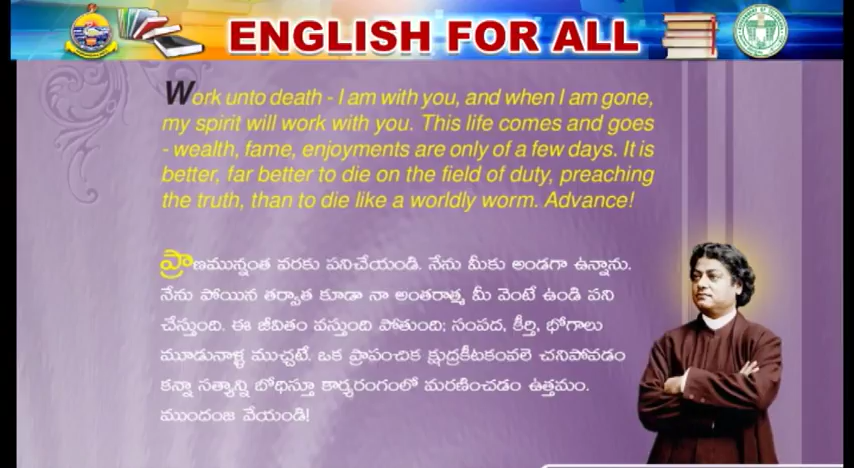 ENGLISH FOR ALL
Work unto death - I am with you, and when I am gone,
my spirit will work with you. This life comes and goes
- wealth, fame, enjoyments are only of a few days. It is
better, far better to die on the field of duty, preaching
the truth, than to die like a worldly worm. Advance!
ప్రాణమున్నంత వరకు పనిచేయండి. నేను మీకు అండగా ఉన్నాను.
నేను పోయిన తర్వాత కూడా నా అంతరాత్మ మీ వెంటే ఉండి పని
చేస్తుంది. ఈ జీవితం వస్తుంది పోతుంది; సంపద, కీర్తి, భోగాలు
మూడునాళ్ళ ముచ్చటే. ఒక ప్రాపంచిక క్షుద్రకీటకంవలె చనిపోవడం
కన్నా సత్యాన్ని బోధిస్తూ కార్యరంగంలో మరణించడం ఉత్తమం.
ముందంజ వేయండి!